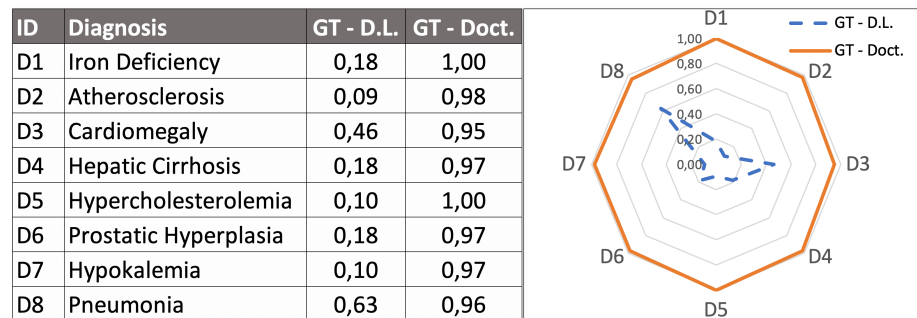 ID Diagnosis GT - D.L. GT - Doct.
D1 Iron Deficiency 0,18 1,00
D2 Atherosclerosis 0,09 0,98
D3 Cardiomegaly 0,46 0,95
D4 Hepatic Cirrhosis 0,18 0,97
D5 Hypercholesterolemia 0,10 1,00
D6 Prostatic Hyperplasia 0,18 0,97
D7 Hypokalemia 0,10 0,97
D8 Pneumonia 0,63 0,96
D1
GT - D.L.
GT - Doct.
1,00
0,80
0,60
0,40
0,20
0,00
D2
D3
D4
D5
D6
D7
D8